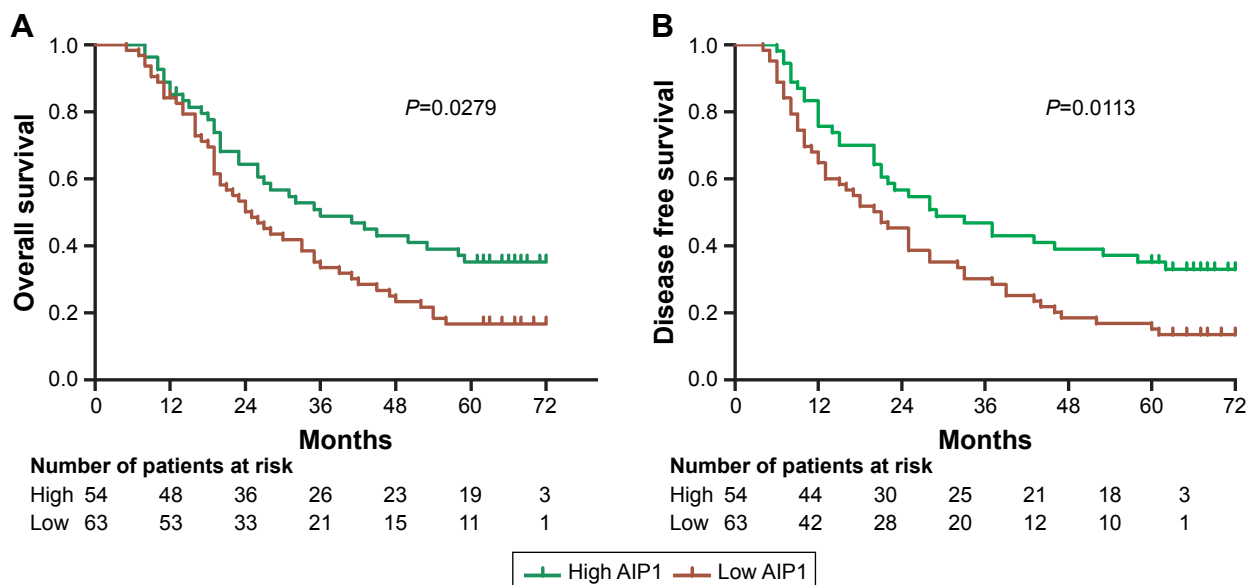 A
Overall survival
1.0
0.8
0.6
0.4
0.2
0.0
P=0.0279
0 12 24 36 48 60 72
Months
Number of patients at risk
High 54 48 36 26 23 19 3
Low 63 53 33 21 15 11 1
B
Disease free survival
1.0
0.8
0.6
0.4
0.2
0.0
P=0.0113
0 12 24 36 48 60 72
Months
Number of patients at risk
High 54 44 30 25 21 18 3
Low 63 42 28 20 12 10 1
High AIP1 Low AIP1